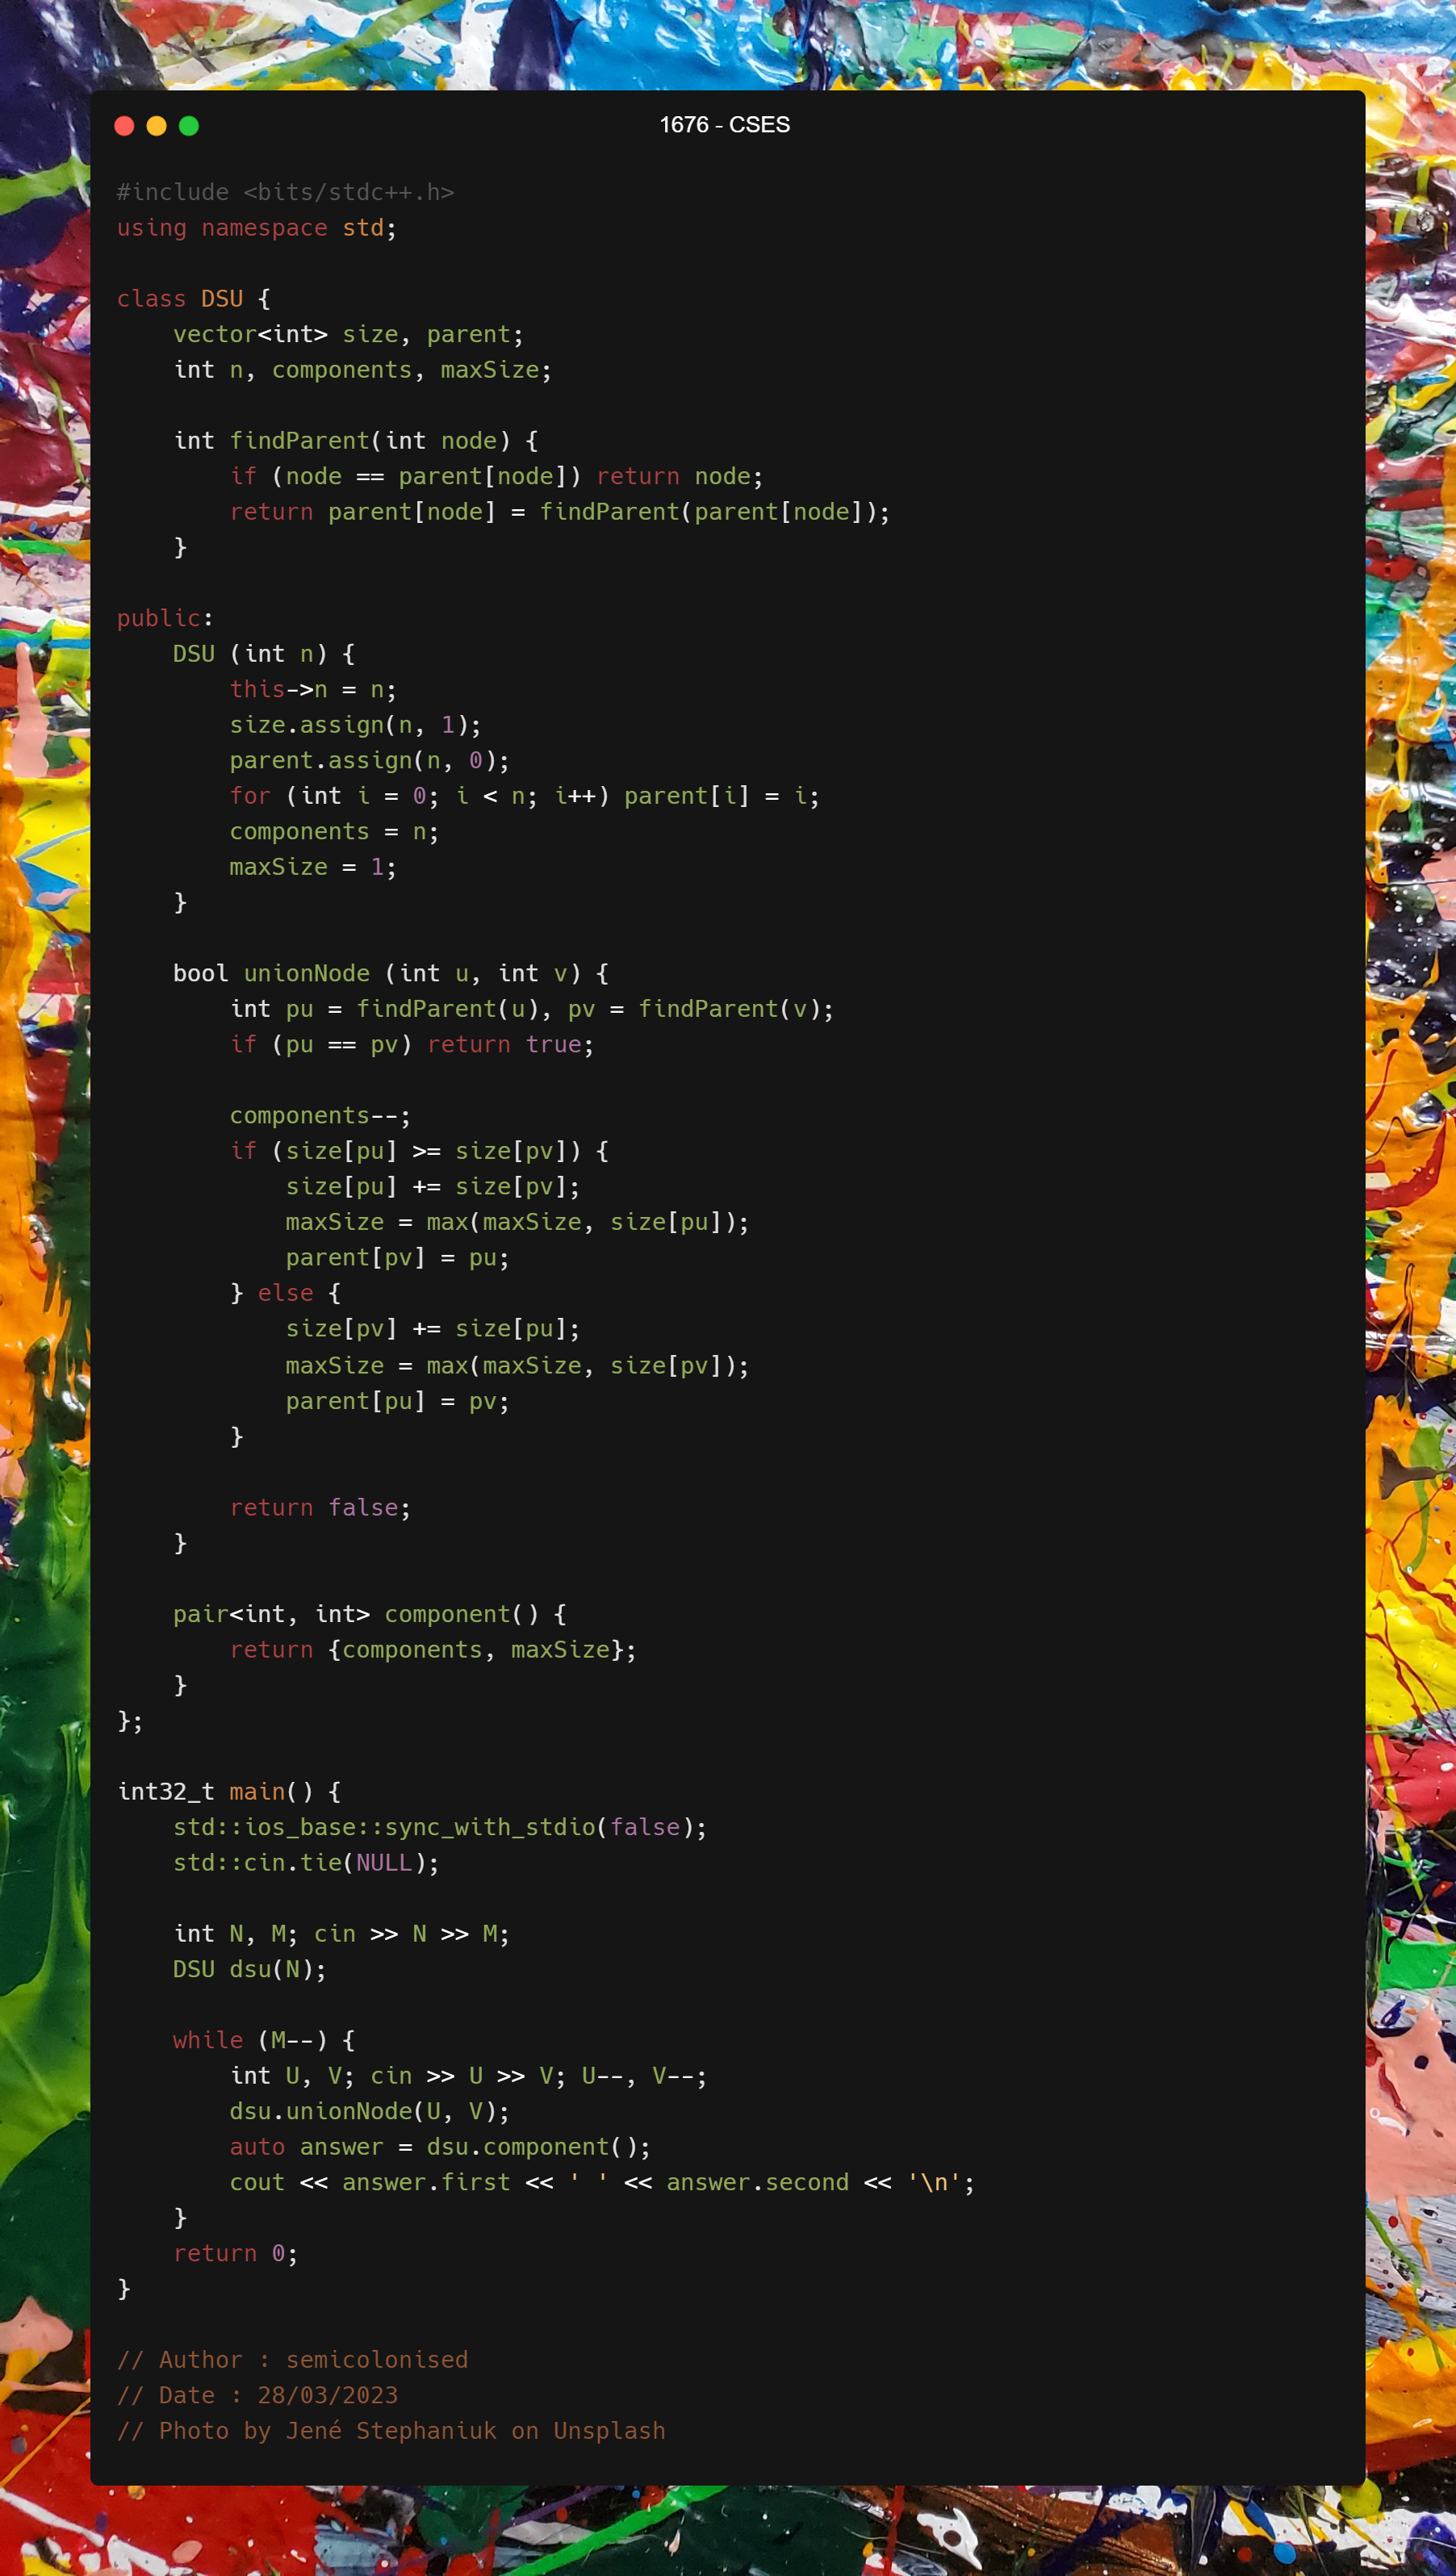 1676 - CSES
#include <bits/stdc++.h>
using namespace std;

class DSU {
    vector<int> size, parent;
    int n, components, maxSize;

    int findParent(int node) {
        if (node == parent[node]) return node;
        return parent[node] = findParent(parent[node]);
    }

public:
    DSU (int n) {
        this->n = n;
        size.assign(n, 1);
        parent.assign(n, 0);
        for (int i = 0; i < n; i++) parent[i] = i;
        components = n;
        maxSize = 1;
    }

    bool unionNode (int u, int v) {
        int pu = findParent(u), pv = findParent(v);
        if (pu == pv) return true;

        components--;
        if (size[pu] >= size[pv]) {
            size[pu] += size[pv];
            maxSize = max(maxSize, size[pu]);
            parent[pv] = pu;
        } else {
            size[pv] += size[pu];
            maxSize = max(maxSize, size[pv]);
            parent[pu] = pv;
        }

        return false;
    }

    pair<int, int> component() {
        return {components, maxSize};
    }
};

int32_t main() {
    std::ios_base::sync_with_stdio(false);
    std::cin.tie(NULL);

    int N, M; cin >> N >> M;
    DSU dsu(N);

    while (M--) {
        int U, V; cin >> U >> V; U--, V--;
        dsu.unionNode(U, V);
        auto answer = dsu.component();
        cout << answer.first << ' ' << answer.second << '\n';
    }
    return 0;
}

// Author : semicolonised
// Date : 28/03/2023
// Photo by Jené Stephaniuk on Unsplash